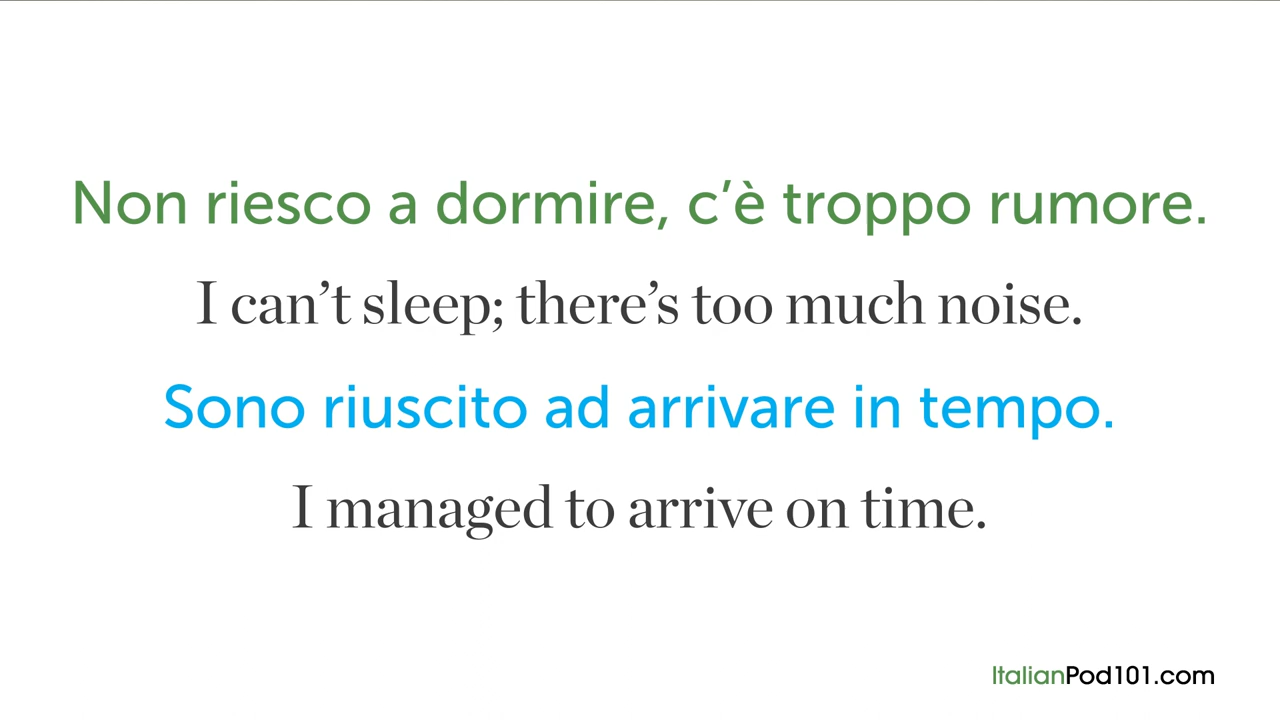 Non riesco a dormire, c’è troppo rumore.
I can’t sleep; there’s too much noise.
Sono riuscito ad arrivare in tempo.
I managed to arrive on time.
ItalianPod101.com